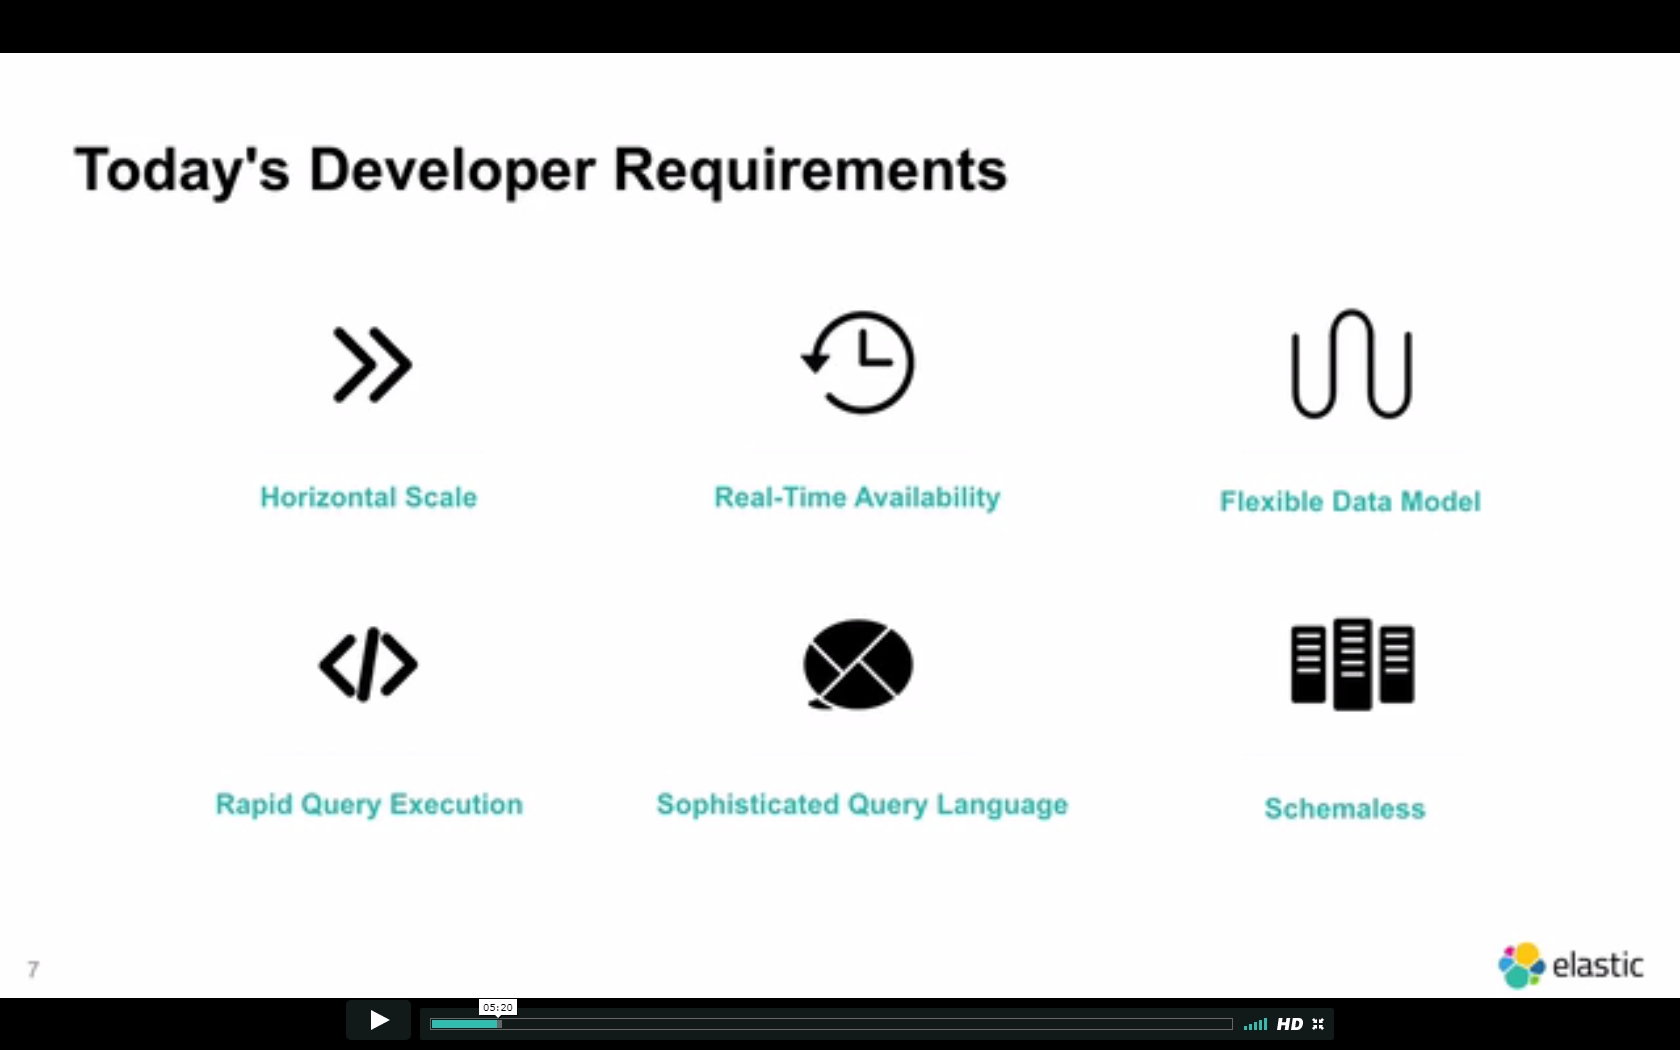 Today's Developer Requirements
Horizontal Scale
Real-Time Availability
Flexible Data Model
Rapid Query Execution
Sophisticated Query Language
Schemaless
7
elastic
05:20
HD